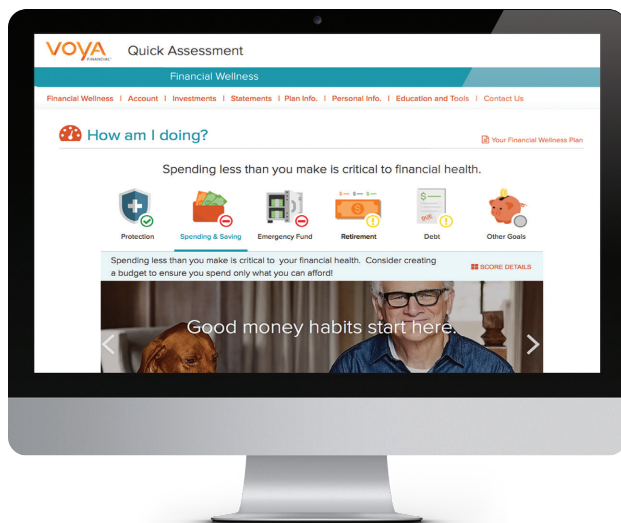 VOYA
FINANCIAL
Quick Assessment
Financial Wellness
Financial Wellness | Account | Investments | Statements | Plan Info. | Personal Info. | Education and Tools | Contact Us
How am I doing?
Your Financial Wellness Plan
Spending less than you make is critical to financial health.
$— $— $—
$—
DUE
Protection
Spending & Saving
Emergency Fund
Retirement
Debt
Other Goals
Spending less than you make is critical to your financial health. Consider creating
a budget to ensure you spend only what you can afford!
SCORE DETAILS
Good money habits start here.